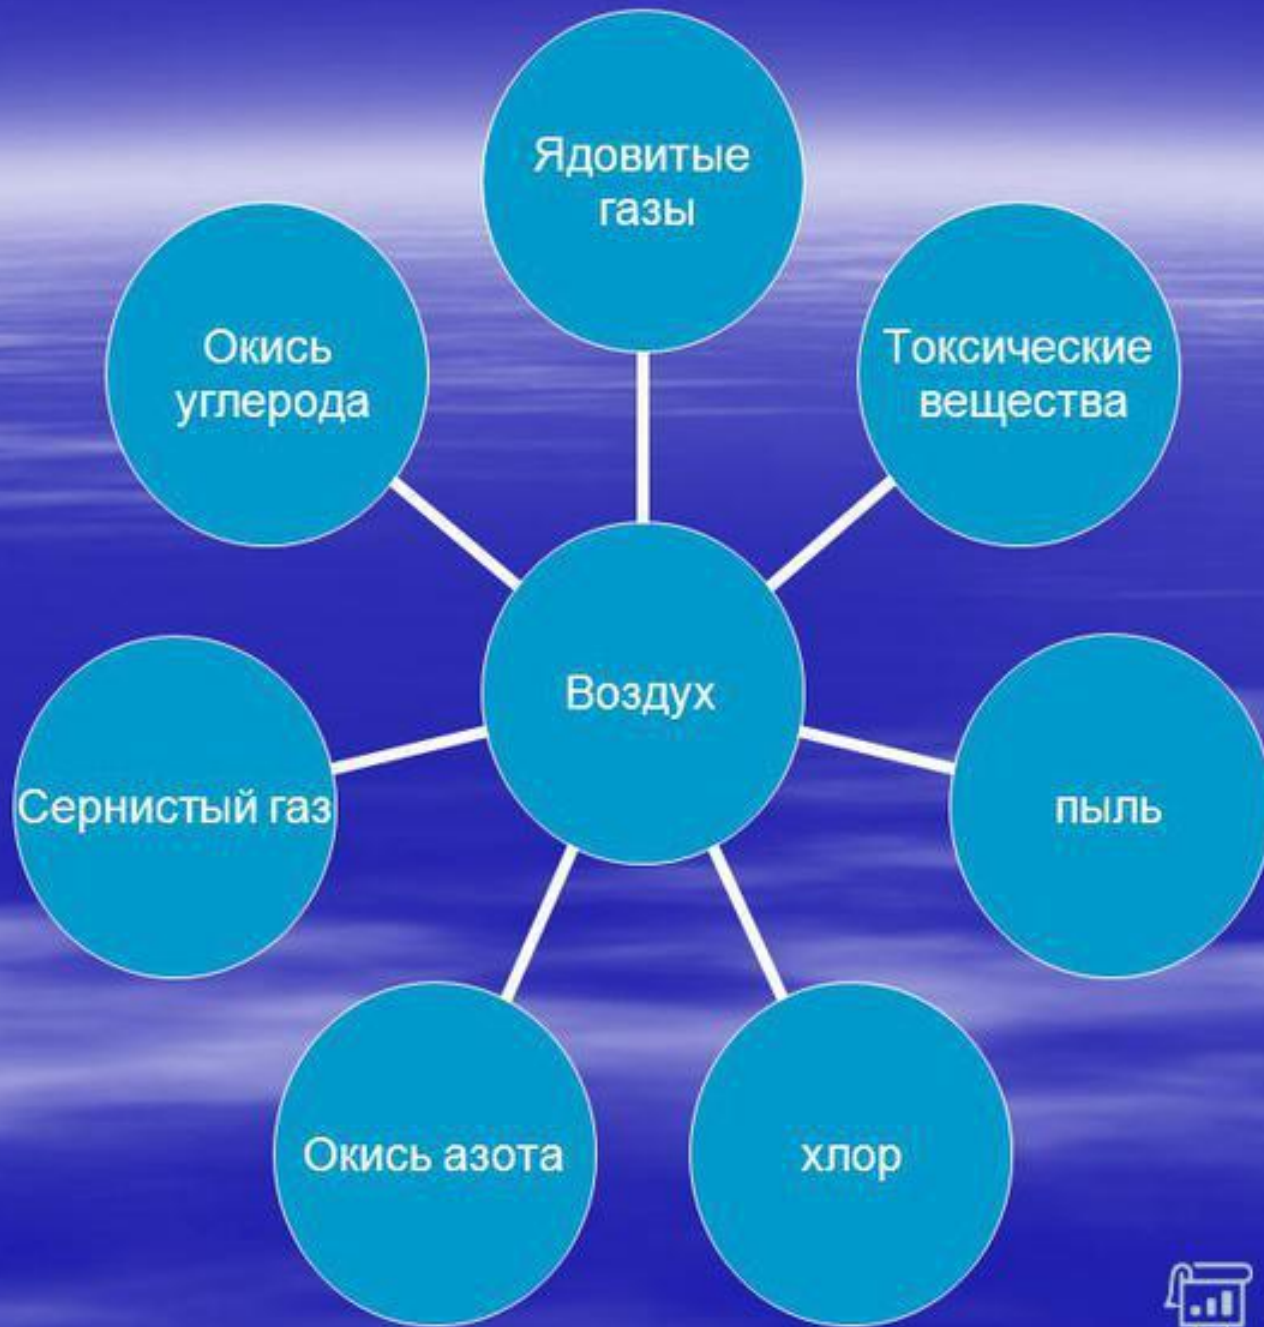 Ядовитые
газы
Токсические
вещества
Окись
углерода
Воздух
Сернистый газ
пыль
Окись азота
хлор